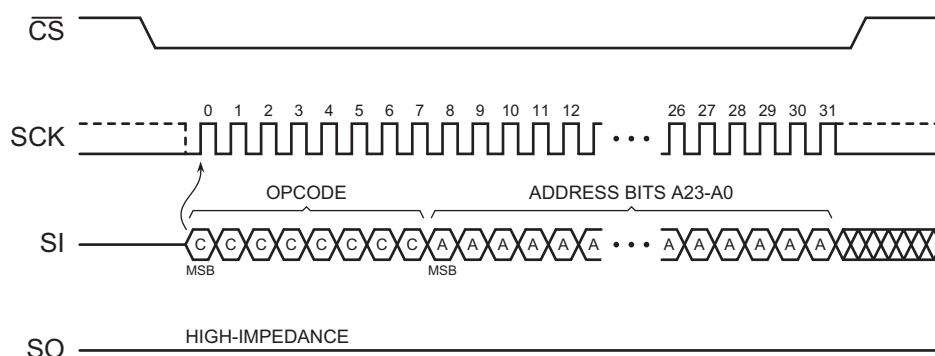 CS
0 1 2 3 4 5 6 7 8 9 10 11 12 26 27 28 29 30 31
SCK
OPCODE ADDRESS BITS A23-A0
SI C C C C C C C C A A A A A A A A A A A A
MSB MSB
HIGH-IMPEDANCE
SO